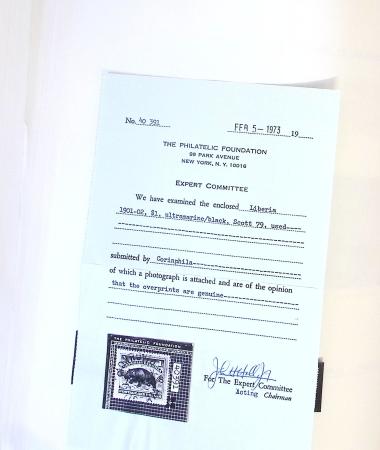 No. 40 391 FEB 5 - 1973 19
THE PHILATELIC FOUNDATION
99 PARK AVENUE
NEW YORK, N.Y. 10016
EXPERT COMMITTEE
We have examined the enclosed Liberia
1901-02, $1, ultramarine/black, Scott 79, used
submitted by Corinphila
of which a photograph is attached and are of the opinion
that the overprints are genuine
THE PHILATELIC FOUNDATION
40 391
For The Expert Committee
Acting Chairman